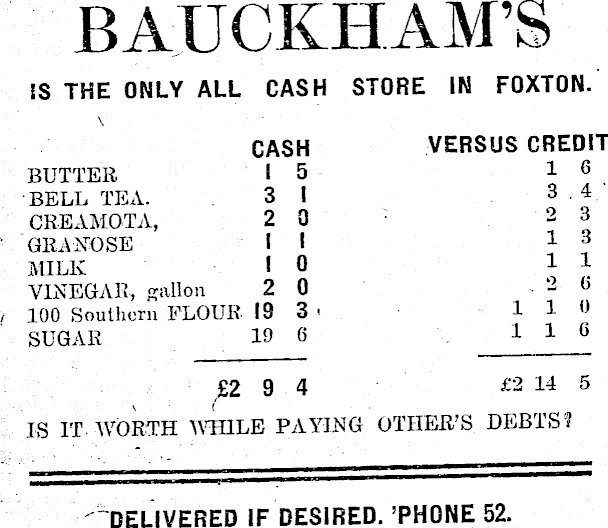 BAUCKHAM'S
IS THE ONLY ALL CASH STORE IN FOXTON.
CASH VERSUS CREDIT
BUTTER 1 5 1 6
BELL TEA. 3 1 3 4
CREAMOTA, 2 0 2 3
GRANOSE 1 1 1 3
MILK 1 0 1 1
VINEGAR, gallon 2 0 2 6
100 Southern FLOUR 19 3 1 1 0
SUGAR 19 6 1 1 6
£2 9 4 £2 14 5
IS IT WORTH WHILE PAYING OTHER'S DEBTS?
DELIVERED IF DESIRED. 'PHONE 52.